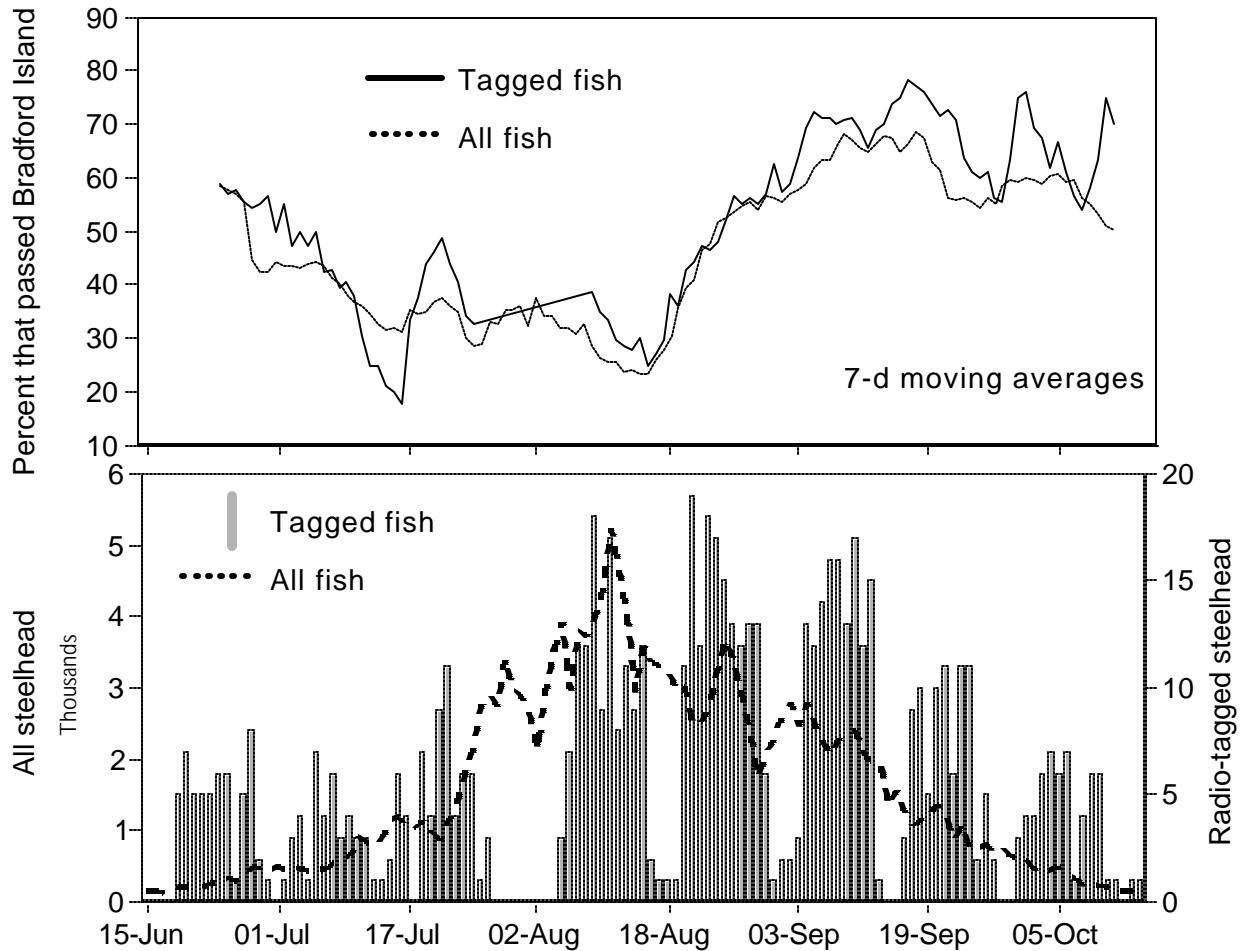 Percent that passed Bradford Island
90
80
70
60
50
40
30
20
10
Tagged fish
All fish
7-d moving averages
All steelhead
Thousands
6
5
4
3
2
1
0
Tagged fish
All fish
20
15
10
5
0
Radio-tagged steelhead
15-Jun 01-Jul 17-Jul 02-Aug 18-Aug 03-Sep 19-Sep 05-Oct